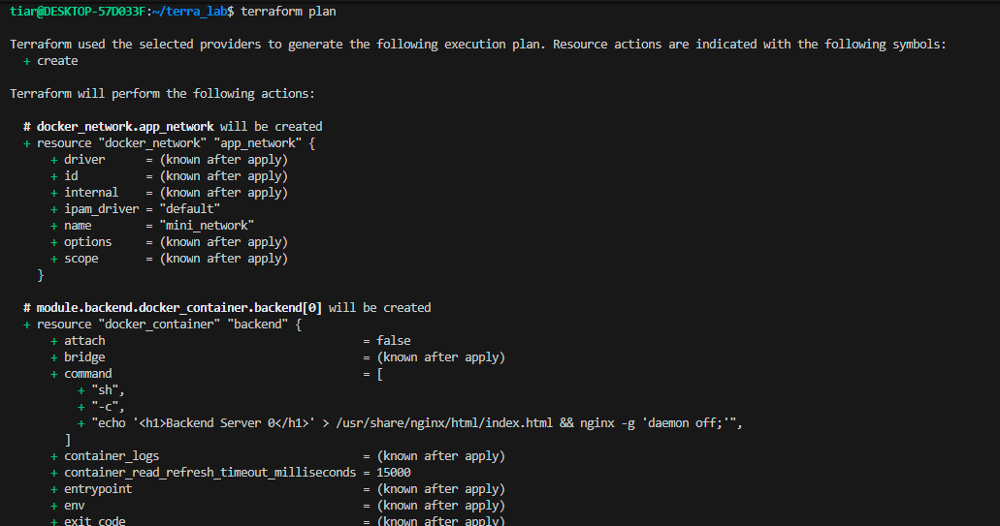 tiar@DESKTOP-57D033F:~/terra_lab$ terraform plan
Terraform used the selected providers to generate the following execution plan. Resource actions are indicated with the following symbols:
+ create
Terraform will perform the following actions:
# docker_network.app_network will be created
+ resource "docker_network" "app_network" {
+ driver = (known after apply)
+ id = (known after apply)
+ internal = (known after apply)
+ ipam_driver = "default"
+ name = "mini_network"
+ options = (known after apply)
+ scope = (known after apply)
}
# module.backend.docker_container.backend[0] will be created
+ resource "docker_container" "backend" {
+ attach = false
+ bridge = (known after apply)
+ command = [
+ "sh",
+ "-c",
+ "echo '<h1>Backend Server 0</h1>' > /usr/share/nginx/html/index.html && nginx -g 'daemon off;'",
]
+ container_logs = (known after apply)
+ container_read_refresh_timeout_milliseconds = 15000
+ entrypoint = (known after apply)
+ env = (known after apply)
+ exit_code = (known after apply)